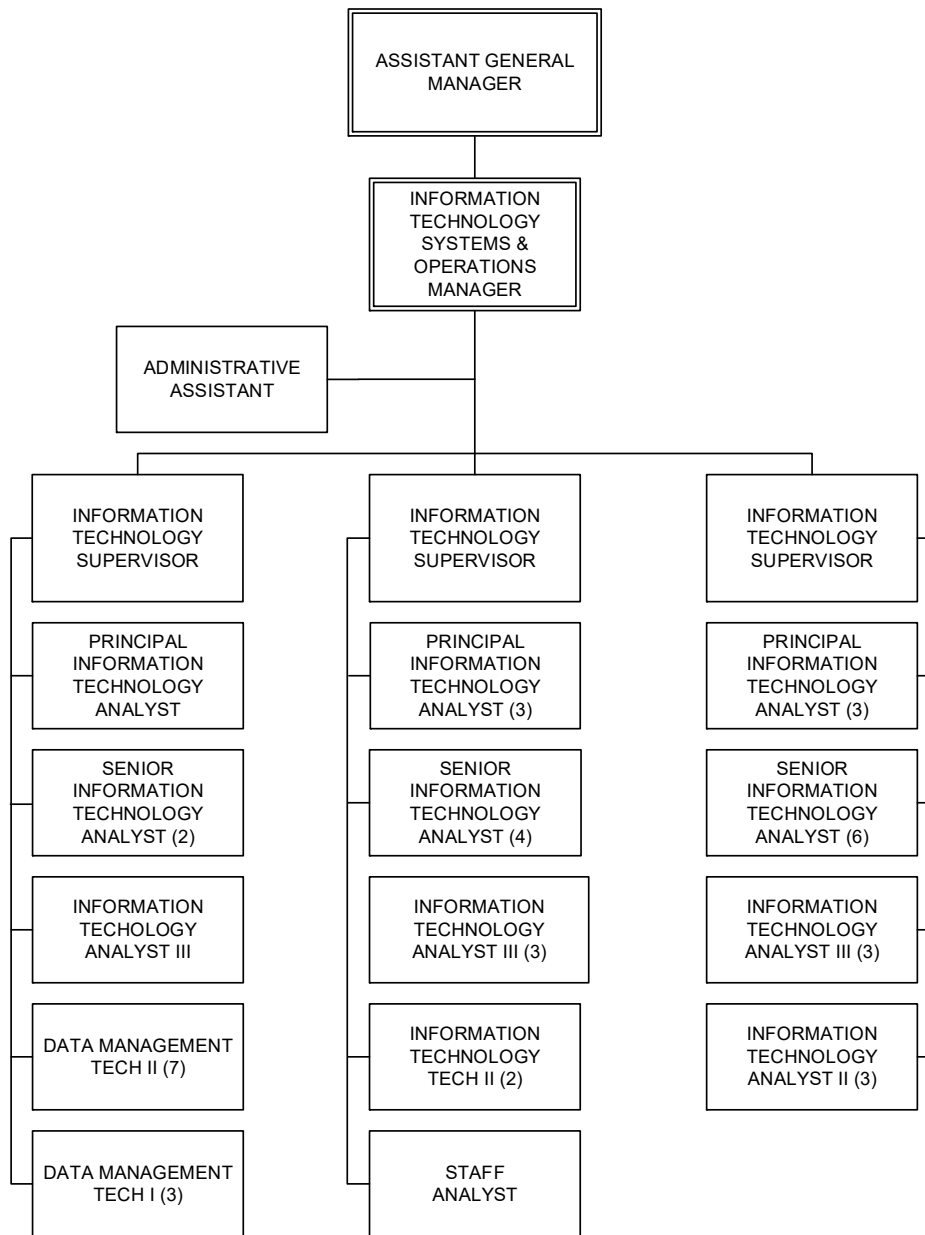 ASSISTANT GENERAL
MANAGER
INFORMATION
TECHNOLOGY
SYSTEMS &
OPERATIONS
MANAGER
ADMINISTRATIVE
ASSISTANT
INFORMATION
TECHNOLOGY
SUPERVISOR
PRINCIPAL
INFORMATION
TECHNOLOGY
ANALYST
SENIOR
INFORMATION
TECHNOLOGY
ANALYST (2)
INFORMATION
TECHOLOGY
ANALYST III
DATA MANAGEMENT
TECH II (7)
DATA MANAGEMENT
TECH I (3)
INFORMATION
TECHNOLOGY
SUPERVISOR
PRINCIPAL
INFORMATION
TECHNOLOGY
ANALYST (3)
SENIOR
INFORMATION
TECHNOLOGY
ANALYST (4)
INFORMATION
TECHNOLOGY
ANALYST III (3)
INFORMATION
TECHNOLOGY
TECH II (2)
STAFF
ANALYST
INFORMATION
TECHNOLOGY
SUPERVISOR
PRINCIPAL
INFORMATION
TECHNOLOGY
ANALYST (3)
SENIOR
INFORMATION
TECHNOLOGY
ANALYST (6)
INFORMATION
TECHNOLOGY
ANALYST III (3)
INFORMATION
TECHNOLOGY
ANALYST II (3)